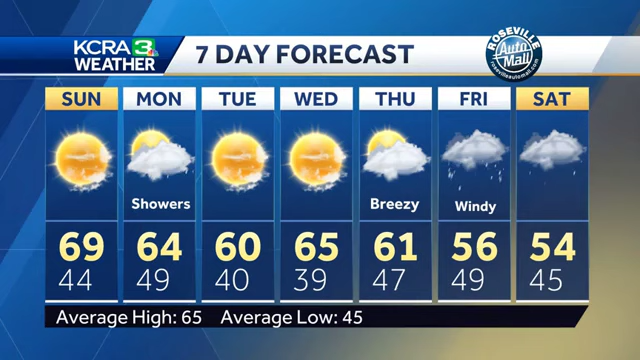 KCRA 3
WEATHER
7 DAY FORECAST
ROSEVILLE
Auto
Mall
rosevilleautomall.com
SUN MON TUE WED THU FRI SAT
Showers Breezy Windy
69 64 60 65 61 56 54
44 49 40 39 47 49 45
Average High: 65 Average Low: 45